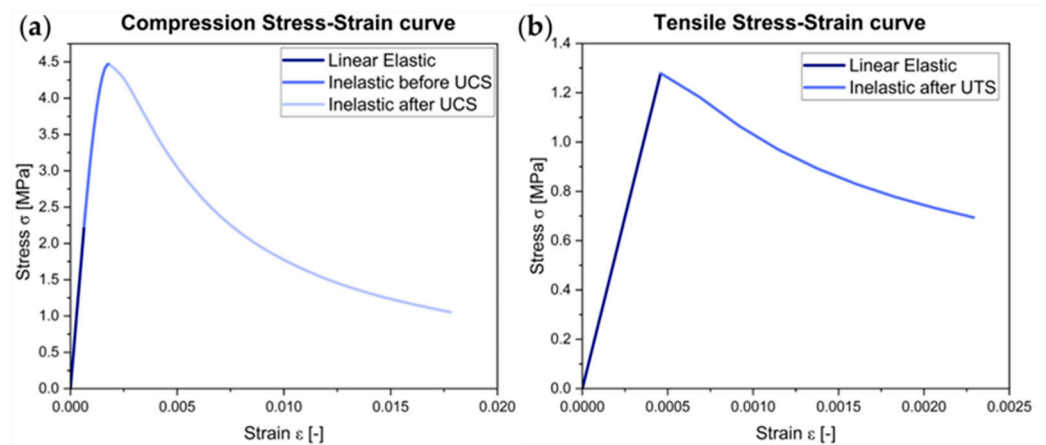 (a)
Compression Stress-Strain curve
Linear Elastic
Inelastic before UCS
Inelastic after UCS
Stress σ [MPa]
4.5
4.0
3.5
3.0
2.5
2.0
1.5
1.0
0.5
0.0
0.000 0.005 0.010 0.015 0.020
Strain ε [-]
(b)
Tensile Stress-Strain curve
Linear Elastic
Inelastic after UTS
Stress σ [MPa]
1.4
1.2
1.0
0.8
0.6
0.4
0.2
0.0
0.0000 0.0005 0.0010 0.0015 0.0020 0.0025
Strain ε [-]